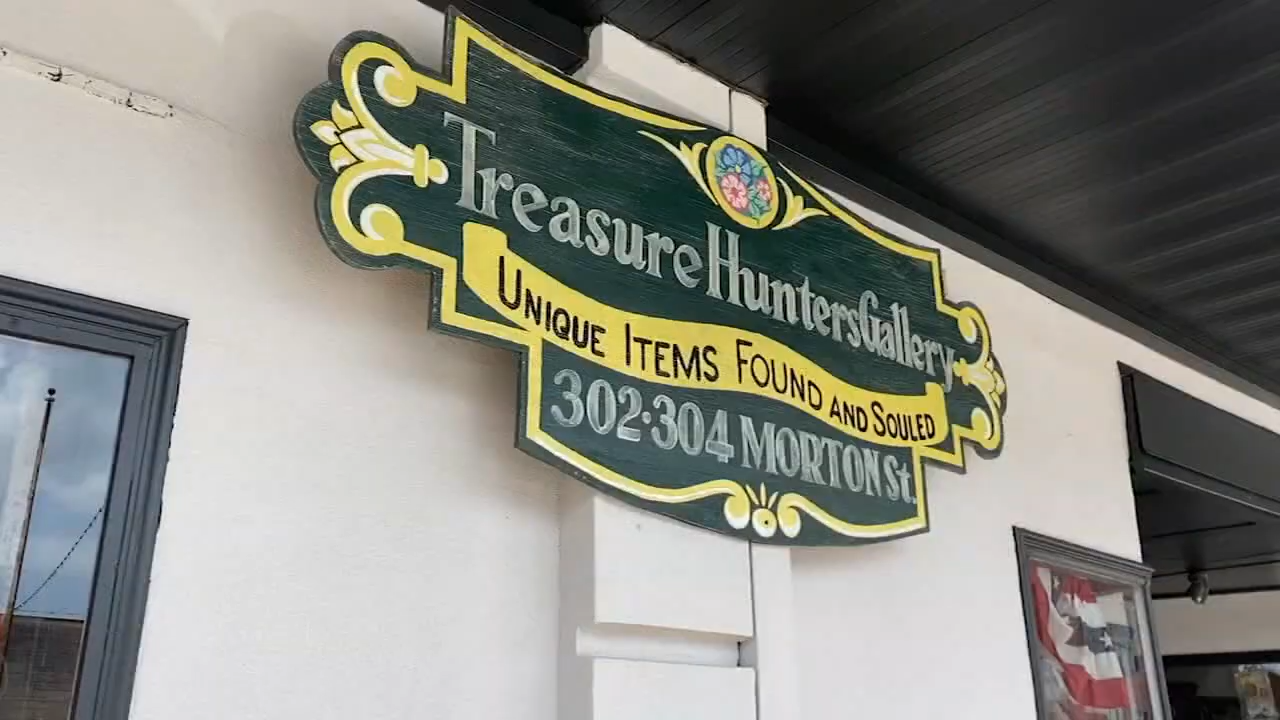 Treasure Hunters Gallery
UNIQUE ITEMS FOUND AND SOULED
302·304 MORTON St.